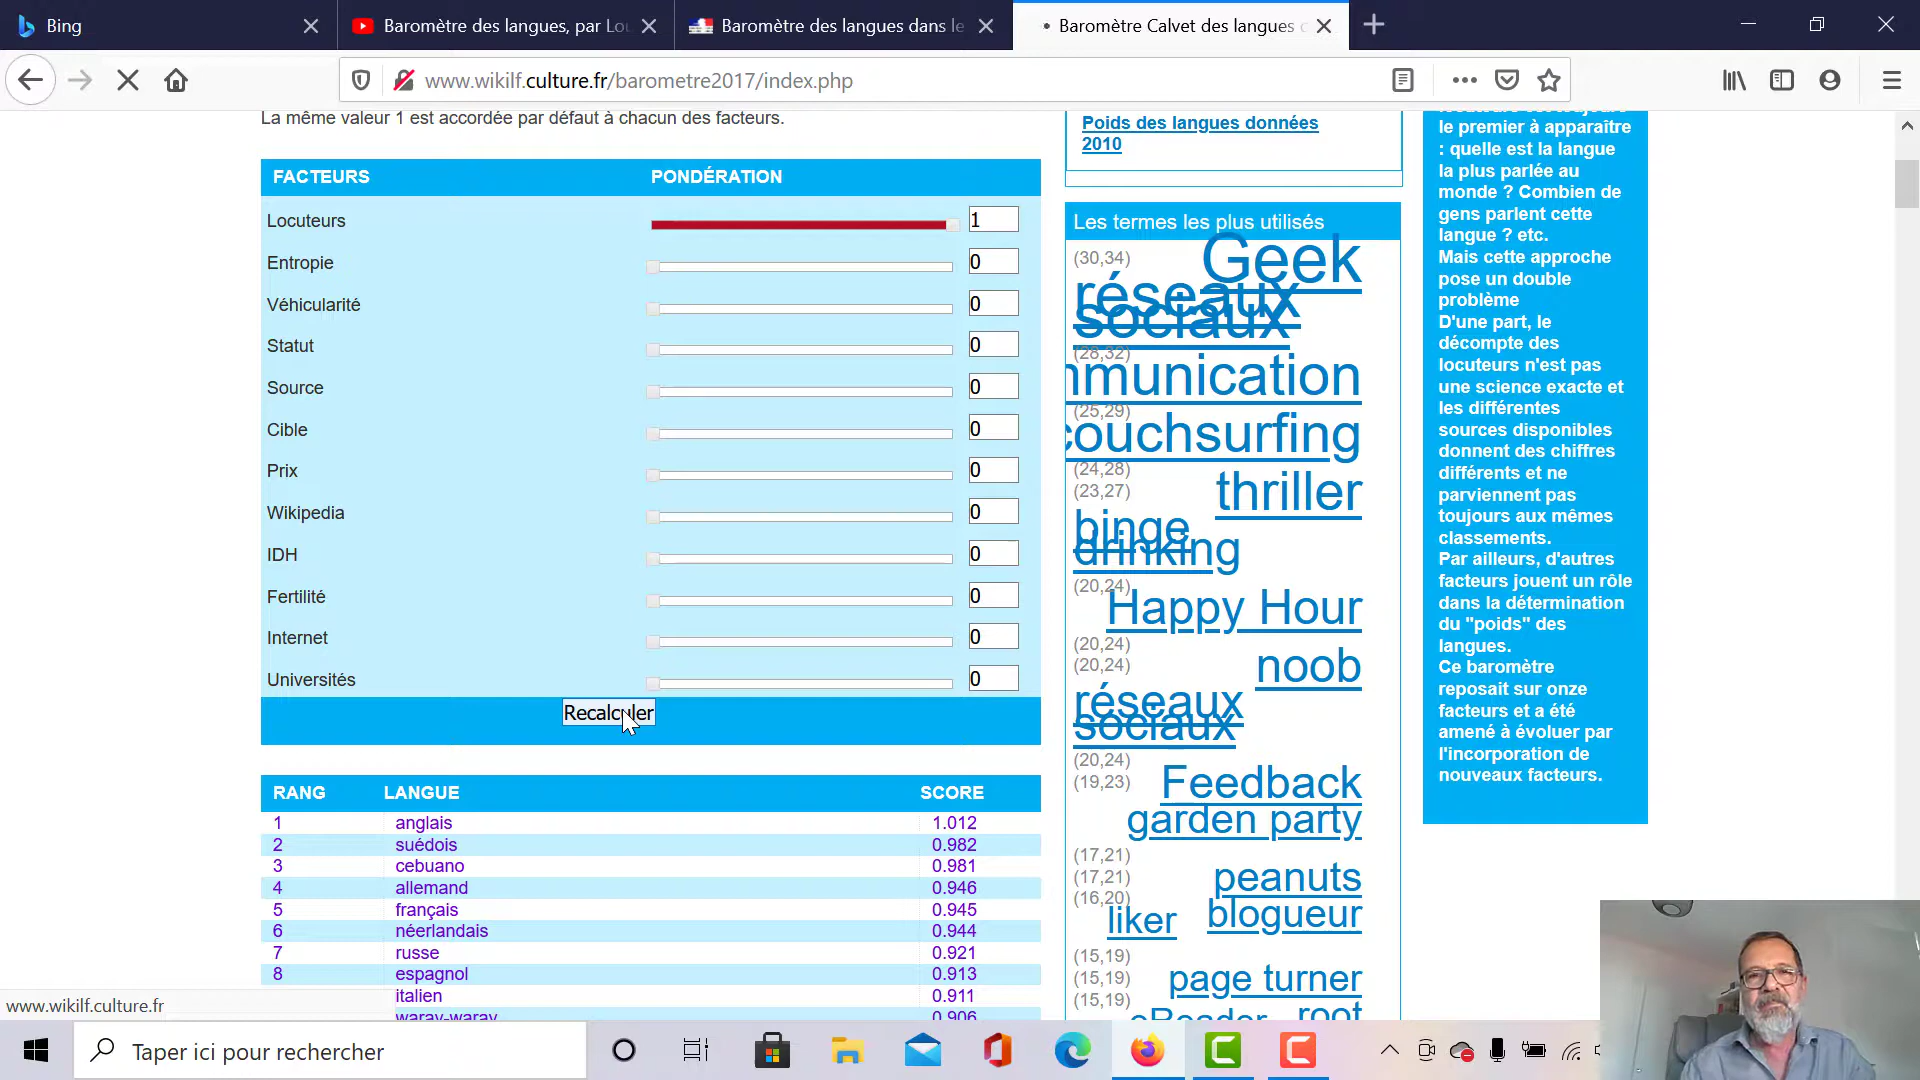 Bing
Baromètre des langues, par Lou
Baromètre des langues dans le
Baromètre Calvet des langues d
www.wikilf.culture.fr/barometre2017/index.php
La même valeur 1 est accordée par défaut à chacun des facteurs.
FACTEURS PONDÉRATION
Locuteurs 1
Entropie 0
Véhicularité 0
Statut 0
Source 0
Cible 0
Prix 0
Wikipedia 0
IDH 0
Fertilité 0
Internet 0
Universités 0
Recalculer
RANG LANGUE SCORE
1 anglais 1.012
2 suédois 0.982
3 cebuano 0.981
4 allemand 0.946
5 français 0.945
6 néerlandais 0.944
7 russe 0.921
8 espagnol 0.913
italien 0.911
waray-waray 0.906
Poids des langues données
2010
Les termes les plus utilisés
(30,34) Geek
réseaux
sociaux
(28,32)
mmunication
(25,29)
couchsurfing
(24,28)
thriller
(23,27)
binge
drinking
(20,24)
Happy Hour
(20,24)
noob
(20,24)
réseaux
sociaux
(20,24)
Feedback
(19,23)
garden party
(17,21)
peanuts
(17,21)
blogueur
(16,20)
liker
(15,19)
page turner
(15,19)
(15,19)
eReader root
le premier à apparaître
: quelle est la langue
la plus parlée au
monde ? Combien de
gens parlent cette
langue ? etc.
Mais cette approche
pose un double
problème
D'une part, le
décompte des
locuteurs n'est pas
une science exacte et
les différentes
sources disponibles
donnent des chiffres
différents et ne
parviennent pas
toujours aux mêmes
classements.
Par ailleurs, d'autres
facteurs jouent un rôle
dans la détermination
du "poids" des
langues.
Ce baromètre
reposait sur onze
facteurs et a été
amené à évoluer par
l'incorporation de
nouveaux facteurs.
www.wikilf.culture.fr
Taper ici pour rechercher